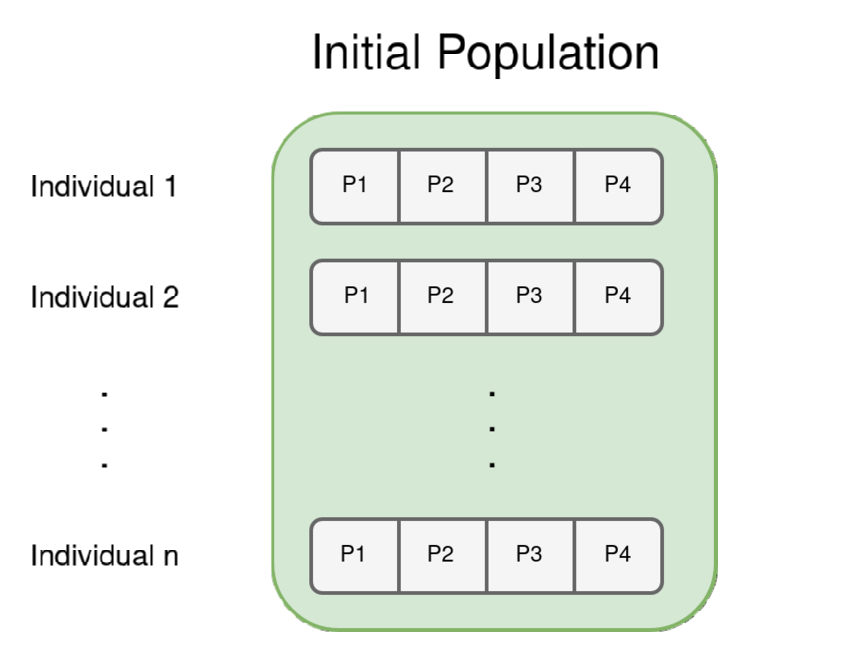 Initial Population
Individual 1 P1 P2 P3 P4
Individual 2 P1 P2 P3 P4
. .
. .
. .
Individual n P1 P2 P3 P4